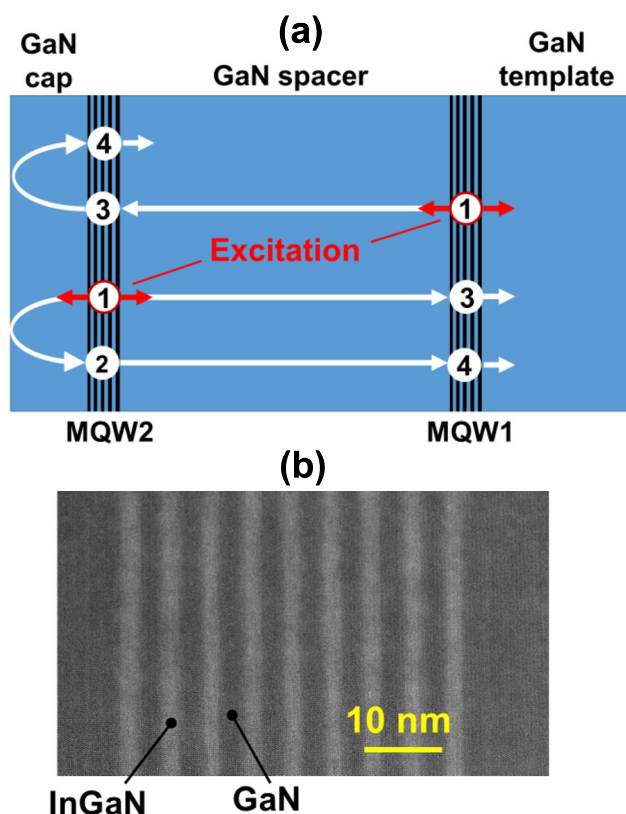 (a)
GaN
cap
GaN spacer
GaN
template
4
3
1
Excitation
1
3
2
4
MQW2
MQW1
(b)
10 nm
InGaN
GaN